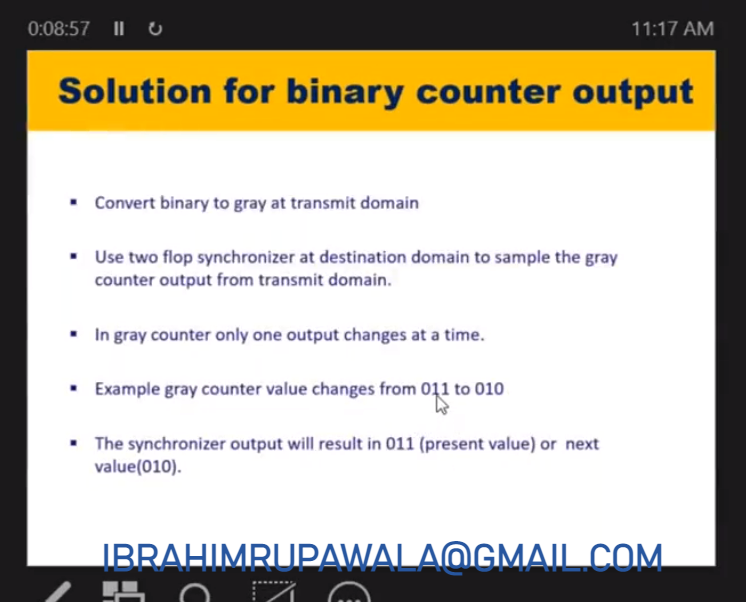 0:08:57
11:17 AM
Solution for binary counter output
▪ Convert binary to gray at transmit domain
▪ Use two flop synchronizer at destination domain to sample the gray
counter output from transmit domain.
▪ In gray counter only one output changes at a time.
▪ Example gray counter value changes from 011 to 010
▪ The synchronizer output will result in 011 (present value) or next
value(010).
IBRAHIMRUPAWALA@GMAIL.COM